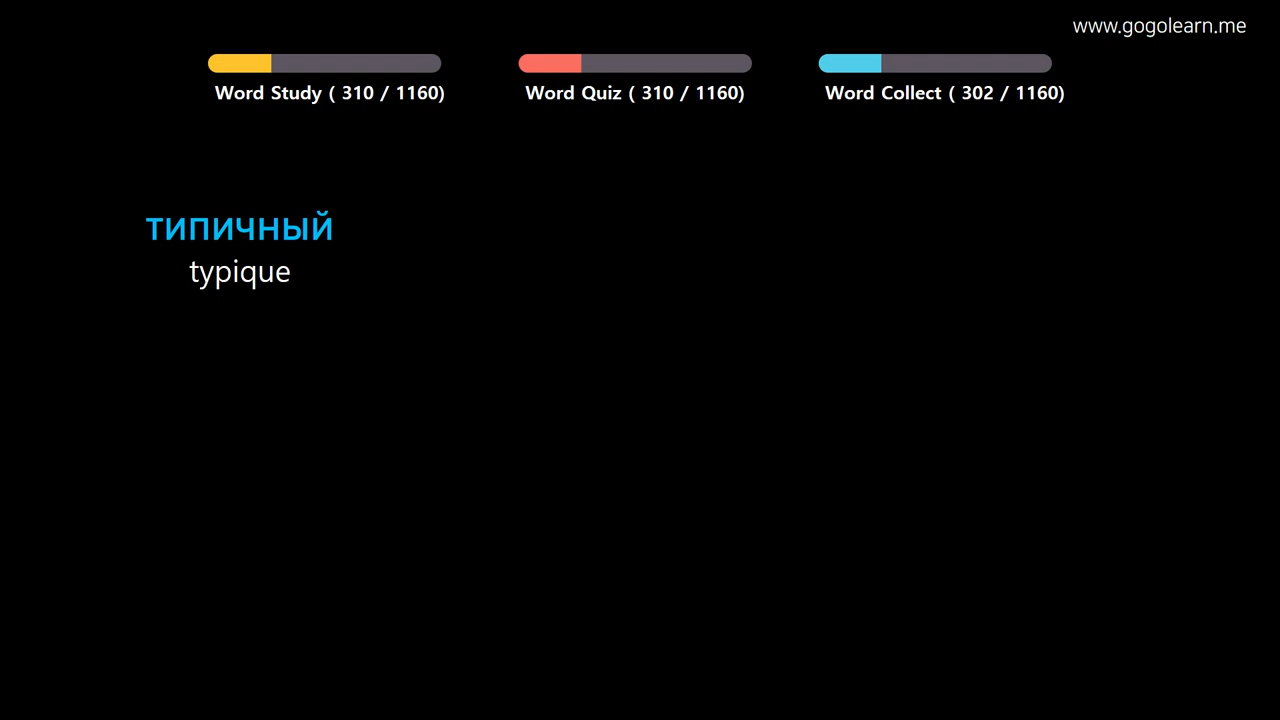 www.gogolearn.me
Word Study ( 310 / 1160)
Word Quiz ( 310 / 1160)
Word Collect ( 302 / 1160)
типичный
typique